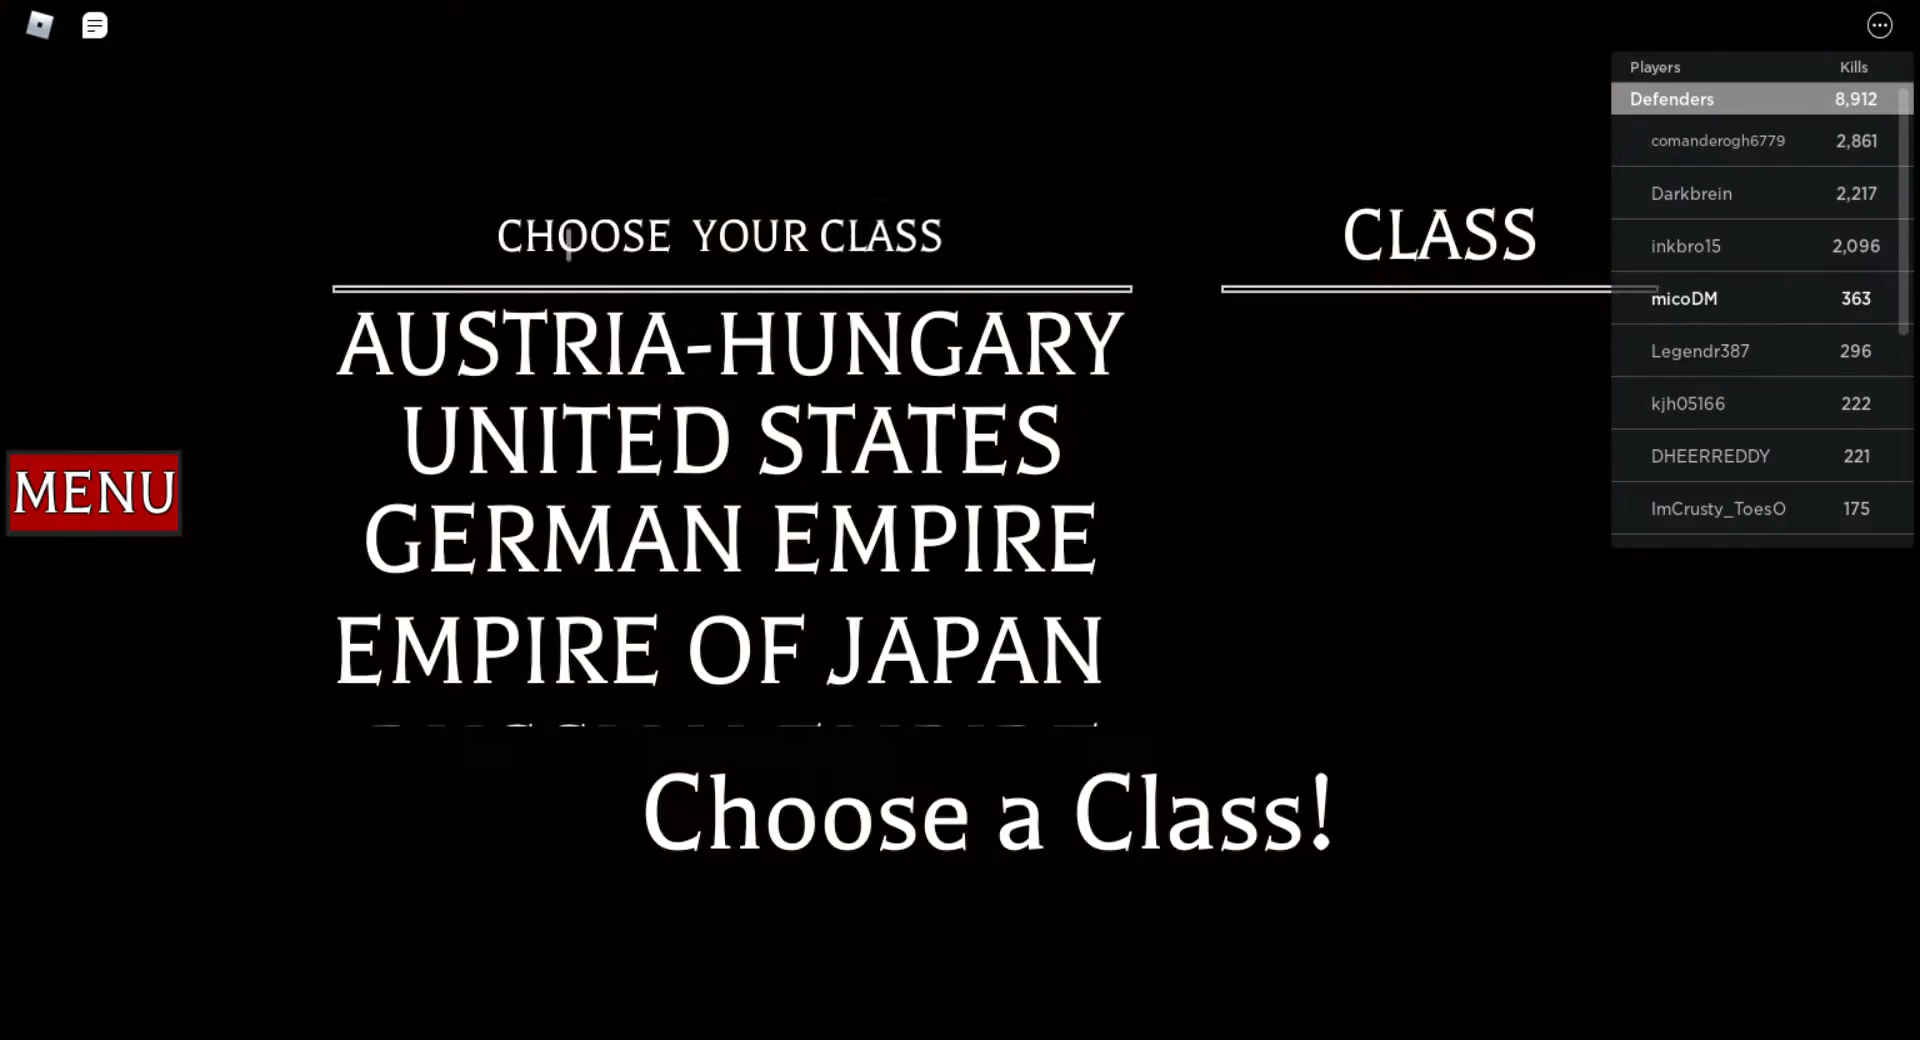 Players Kills
Defenders 8,912
comanderogh6779 2,861
Darkbrein 2,217
inkbro15 2,096
micoDM 363
Legendr387 296
kjh05166 222
DHEERREDDY 221
ImCrusty_ToesO 175
CHOOSE YOUR CLASS
CLASS
AUSTRIA-HUNGARY
UNITED STATES
GERMAN EMPIRE
EMPIRE OF JAPAN
MENU
Choose a Class!